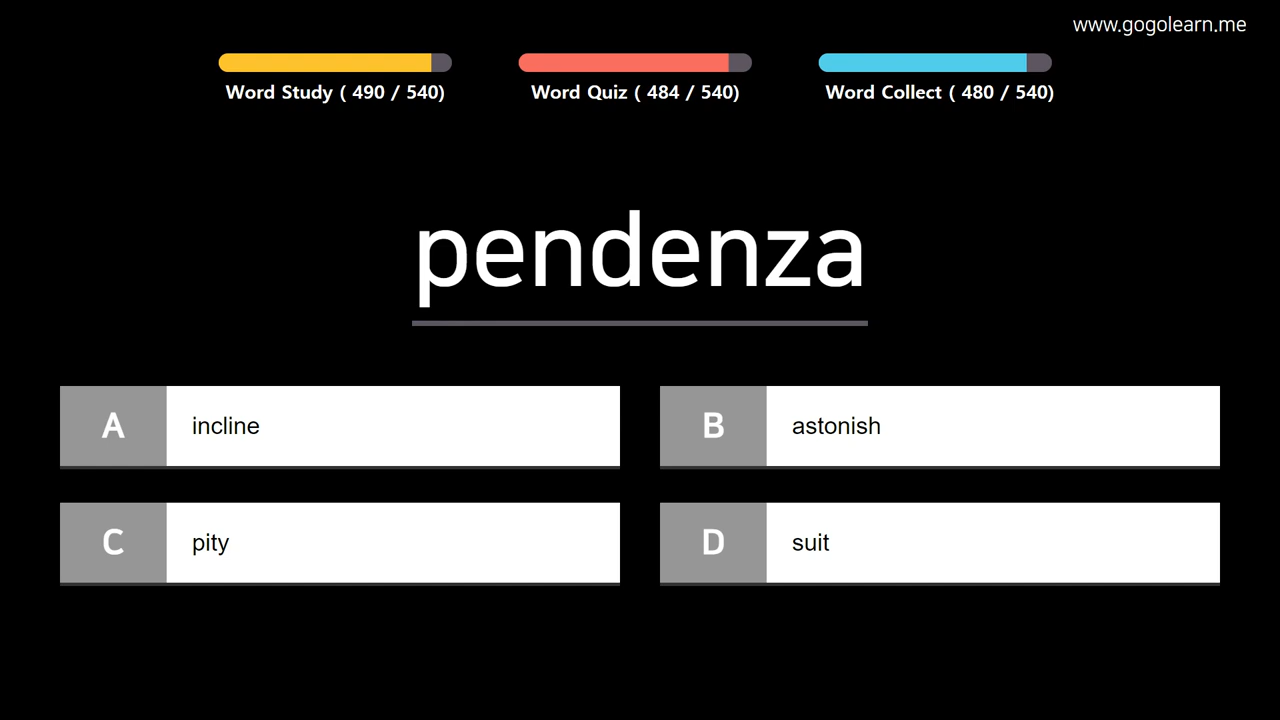 www.gogolearn.me
Word Study ( 490 / 540)
Word Quiz ( 484 / 540)
Word Collect ( 480 / 540)
pendenza
A incline
B astonish
C pity
D suit